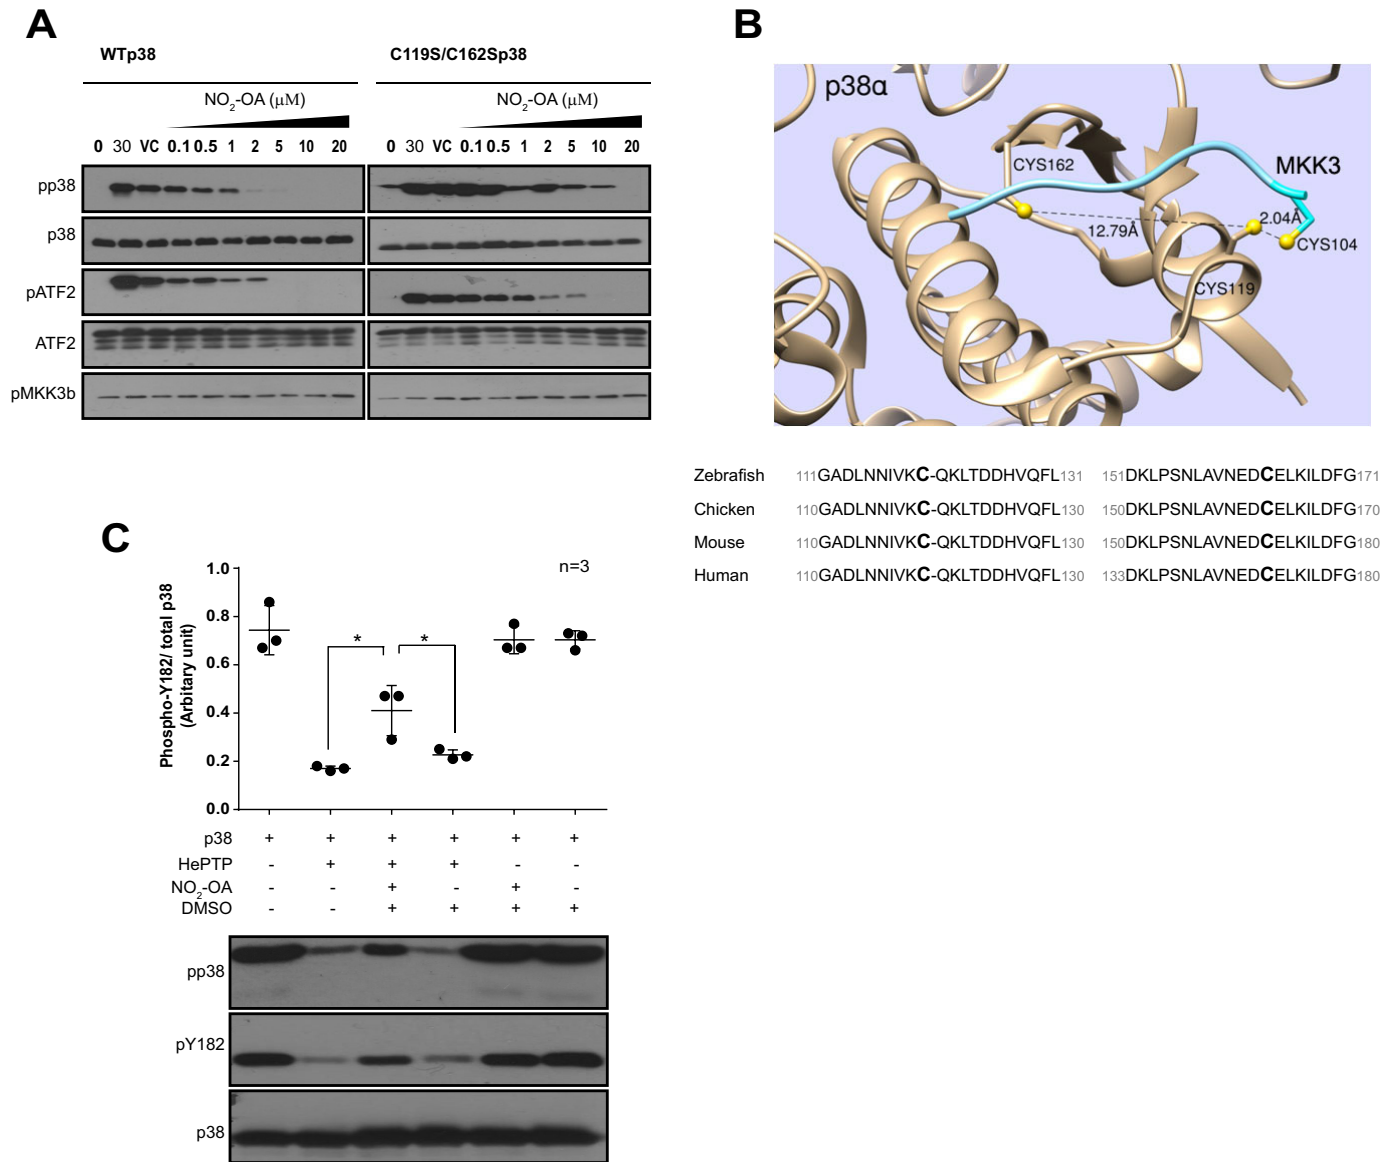 A
WTp38
C119S/C162Sp38
NO2-OA (μM)
NO2-OA (μM)
0 30 VC 0.1 0.5 1 2 5 10 20
0 30 VC 0.1 0.5 1 2 5 10 20
pp38
p38
pATF2
ATF2
pMKK3b
B
p38α
CYS162
MKK3
12.79Å
2.04Å
CYS104
CYS119
Zebrafish 111GADLNNIVKC-QKLTDDHVQFL131 151DKLPSNLAVNEDCELKILDFG171
Chicken 110GADLNNIVKC-QKLTDDHVQFL130 150DKLPSNLAVNEDCELKILDFG170
Mouse 110GADLNNIVKC-QKLTDDHVQFL130 150DKLPSNLAVNEDCELKILDFG180
Human 110GADLNNIVKC-QKLTDDHVQFL130 133DKLPSNLAVNEDCELKILDFG180
C
n=3
Phospho-Y182/ total p38
(Arbitary unit)
1.0
0.8
0.6
0.4
0.2
0.0
* *
p38 + + + + + +
HePTP - + + + - -
NO2-OA - - + - + -
DMSO - - + + + +
pp38
pY182
p38